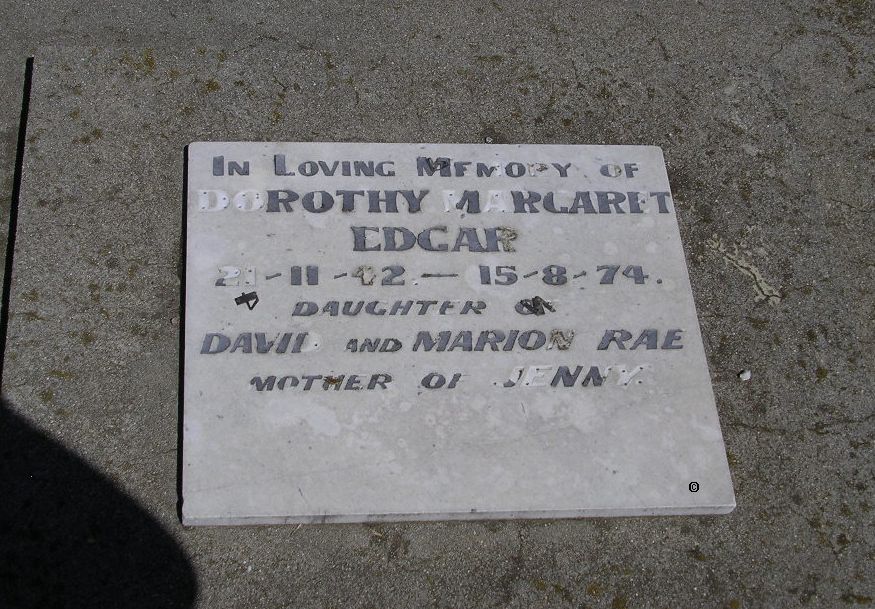 IN LOVING MEMORY OF
DOROTHY MARGARET
EDGAR
21-11-42.-15-8-74.
DAUGHTER OF
DAVID AND MARION RAE
MOTHER OF JENNY.
©